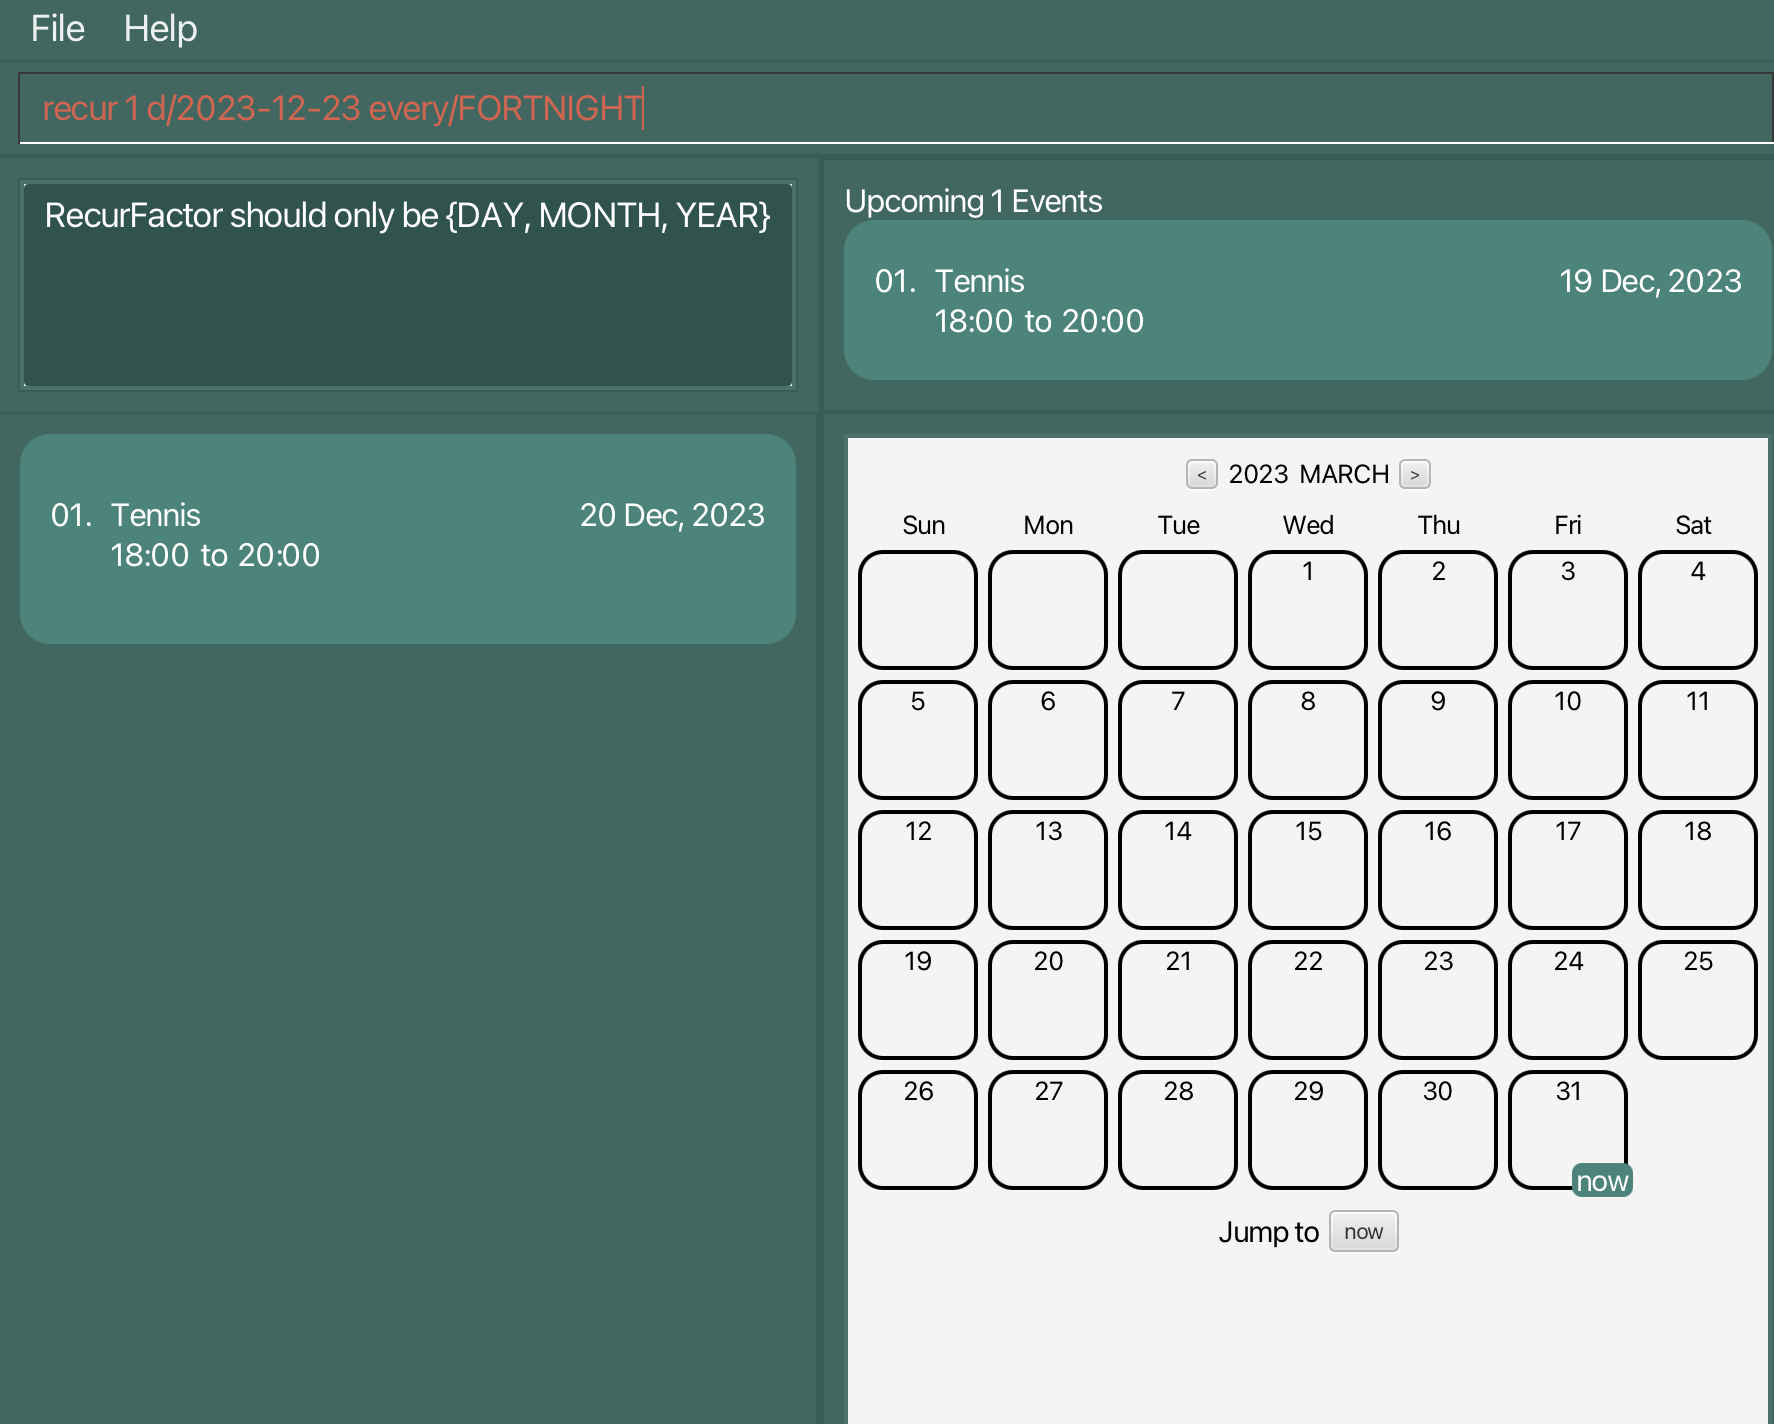 File Help
recur 1 d/2023-12-23 every/FORTNIGHT
RecurFactor should only be {DAY, MONTH, YEAR}
Upcoming 1 Events
01. Tennis 19 Dec, 2023
18:00 to 20:00
01. Tennis 20 Dec, 2023
18:00 to 20:00
< 2023 MARCH >
Sun Mon Tue Wed Thu Fri Sat
1 2 3 4
5 6 7 8 9 10 11
12 13 14 15 16 17 18
19 20 21 22 23 24 25
26 27 28 29 30 31
now
Jump to now